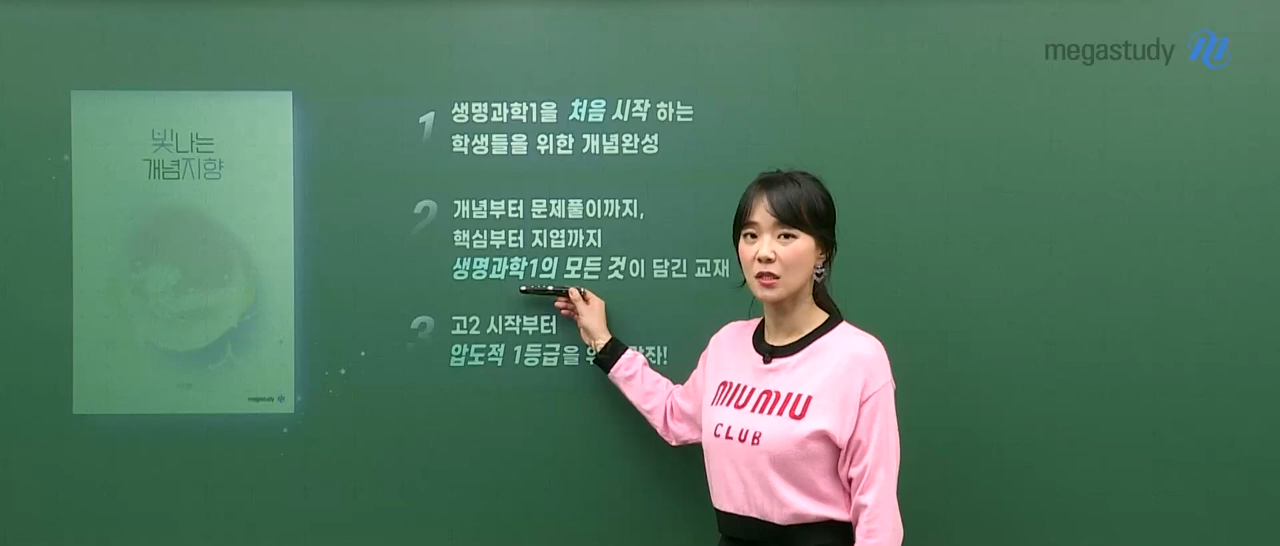 megastudy
빛나는
개념지향
megastudy
1 생명과학1을 처음 시작 하는
학생들을 위한 개념완성
2 개념부터 문제풀이까지,
핵심부터 지엽까지
생명과학1의 모든 것이 담긴 교재
3 고2 시작부터
압도적 1등급을
MIU MIU
CLUB